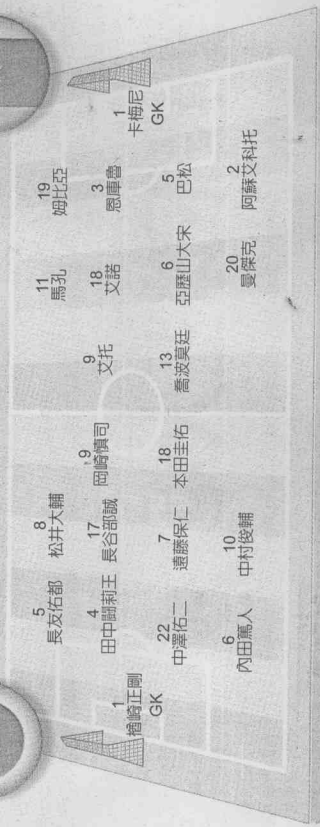 1
楢崎正剛
GK
5
長友佑都
4
田中鬪莉王
22
中澤佑二
6
內田篤人
8
松井大輔
17
長谷部誠
7
遠藤保仁
10
中村俊輔
9
岡崎慎司
18
本田圭佑
9
艾托
13
喬波莫廷
11
馬孔
18
艾諾
6
亞歷山大宋
20
曼傑克
19
姆比亞
3
恩庫魯
5
巴松
2
阿蘇艾科托
1
卡梅尼
GK